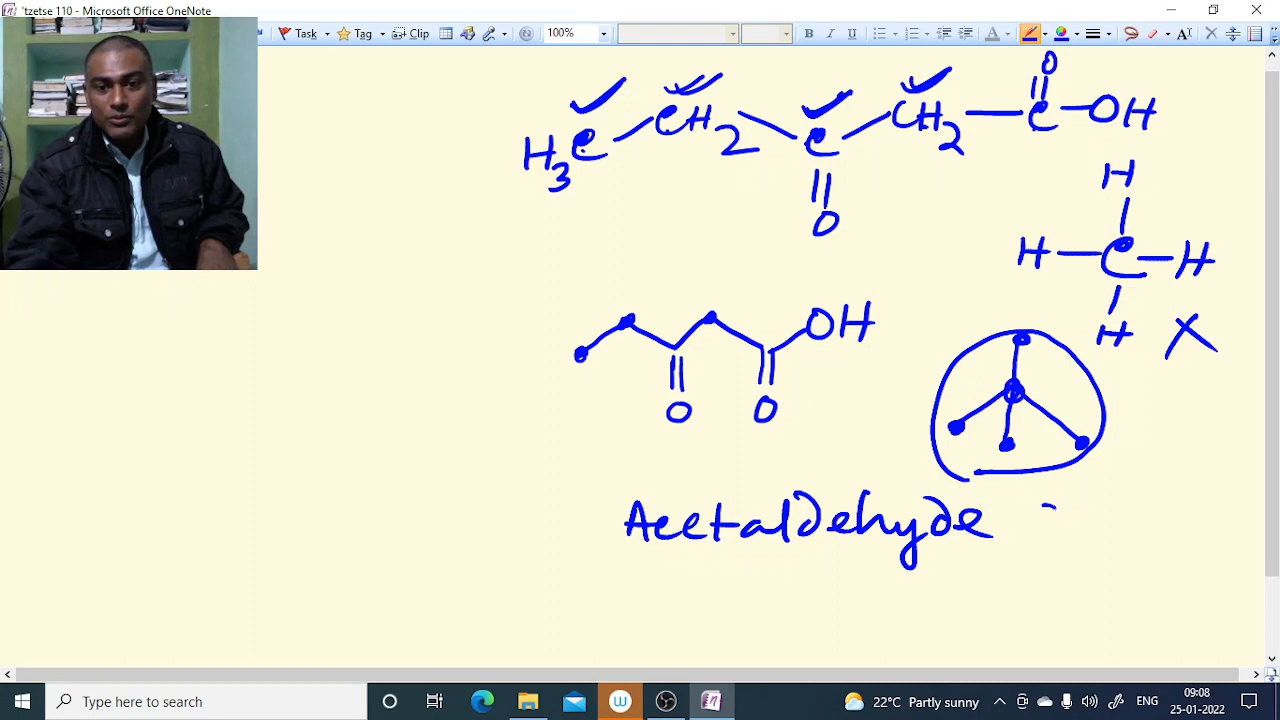 'tzetse 110 - Microsoft Office OneNote
Task Tag Clip 100% B I U A
O
H3C CH2 C CH2 C OH
O
H
H C H
H X
OH
O O
Acetaldehyde
Type here to search
22°C Partly sunny ENG 09:08 25-01-2022